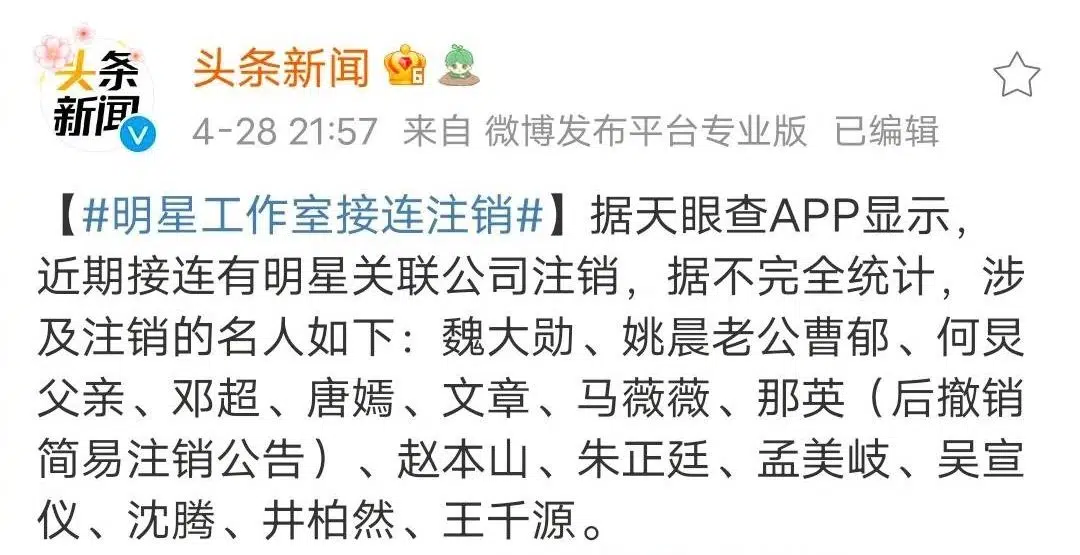 头条
新闻
头条新闻
4-28 21:57 来自 微博发布平台专业版 已编辑
【#明星工作室接连注销#】据天眼查APP显示，
近期接连有明星关联公司注销，据不完全统计，涉
及注销的名人如下：魏大勋、姚晨老公曹郁、何炅
父亲、邓超、唐嫣、文章、马薇薇、那英（后撤销
简易注销公告）、赵本山、朱正廷、孟美岐、吴宣
仪、沈腾、井柏然、王千源。